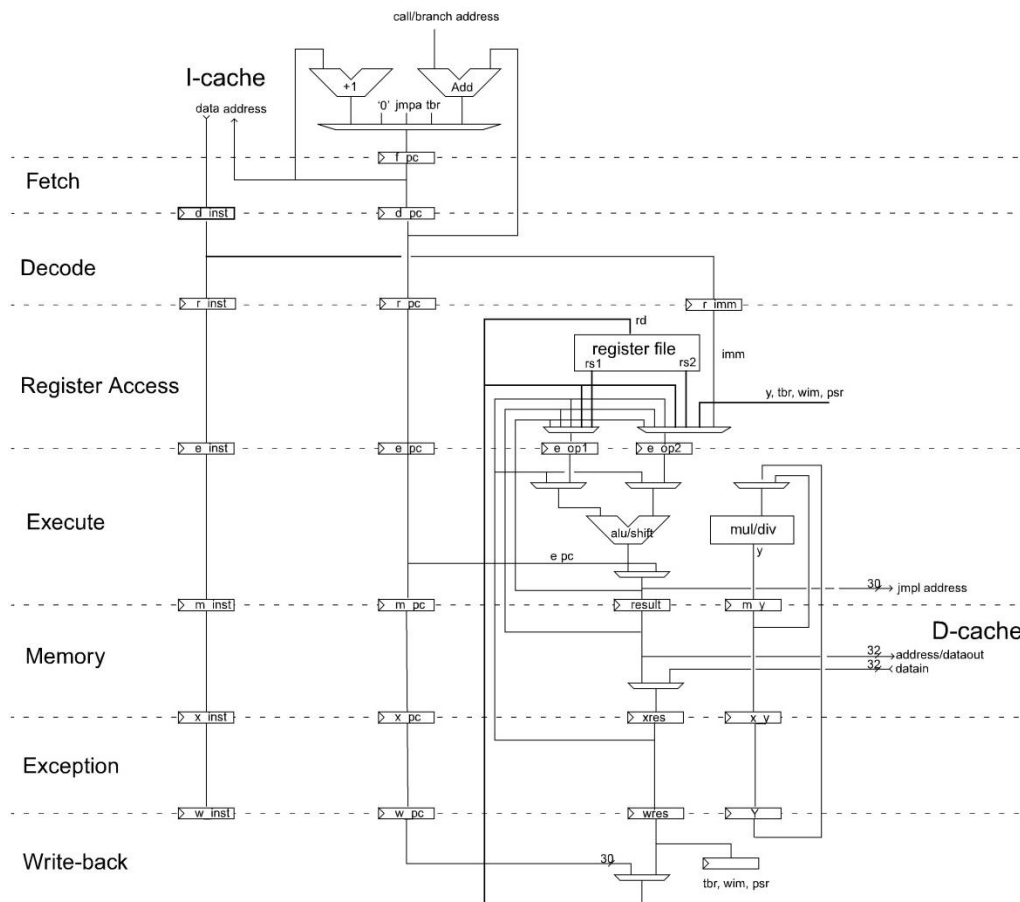 call/branch address
I-cache
+1
Add
data address
'0' jmpa tbr
f pc
Fetch
d inst
d pc
Decode
r inst
r pc
r imm
rd
register file
rs1
rs2
imm
Register Access
y, tbr, wim, psr
e inst
e pc
e op1
e op2
Execute
alu/shift
mul/div
y
e pc
30
jmpl address
m inst
m pc
result
m y
D-cache
Memory
32
address/dataout
32
datain
x inst
x pc
xres
x y
Exception
w inst
w pc
wres
Y
Write-back
30
tbr, wim, psr